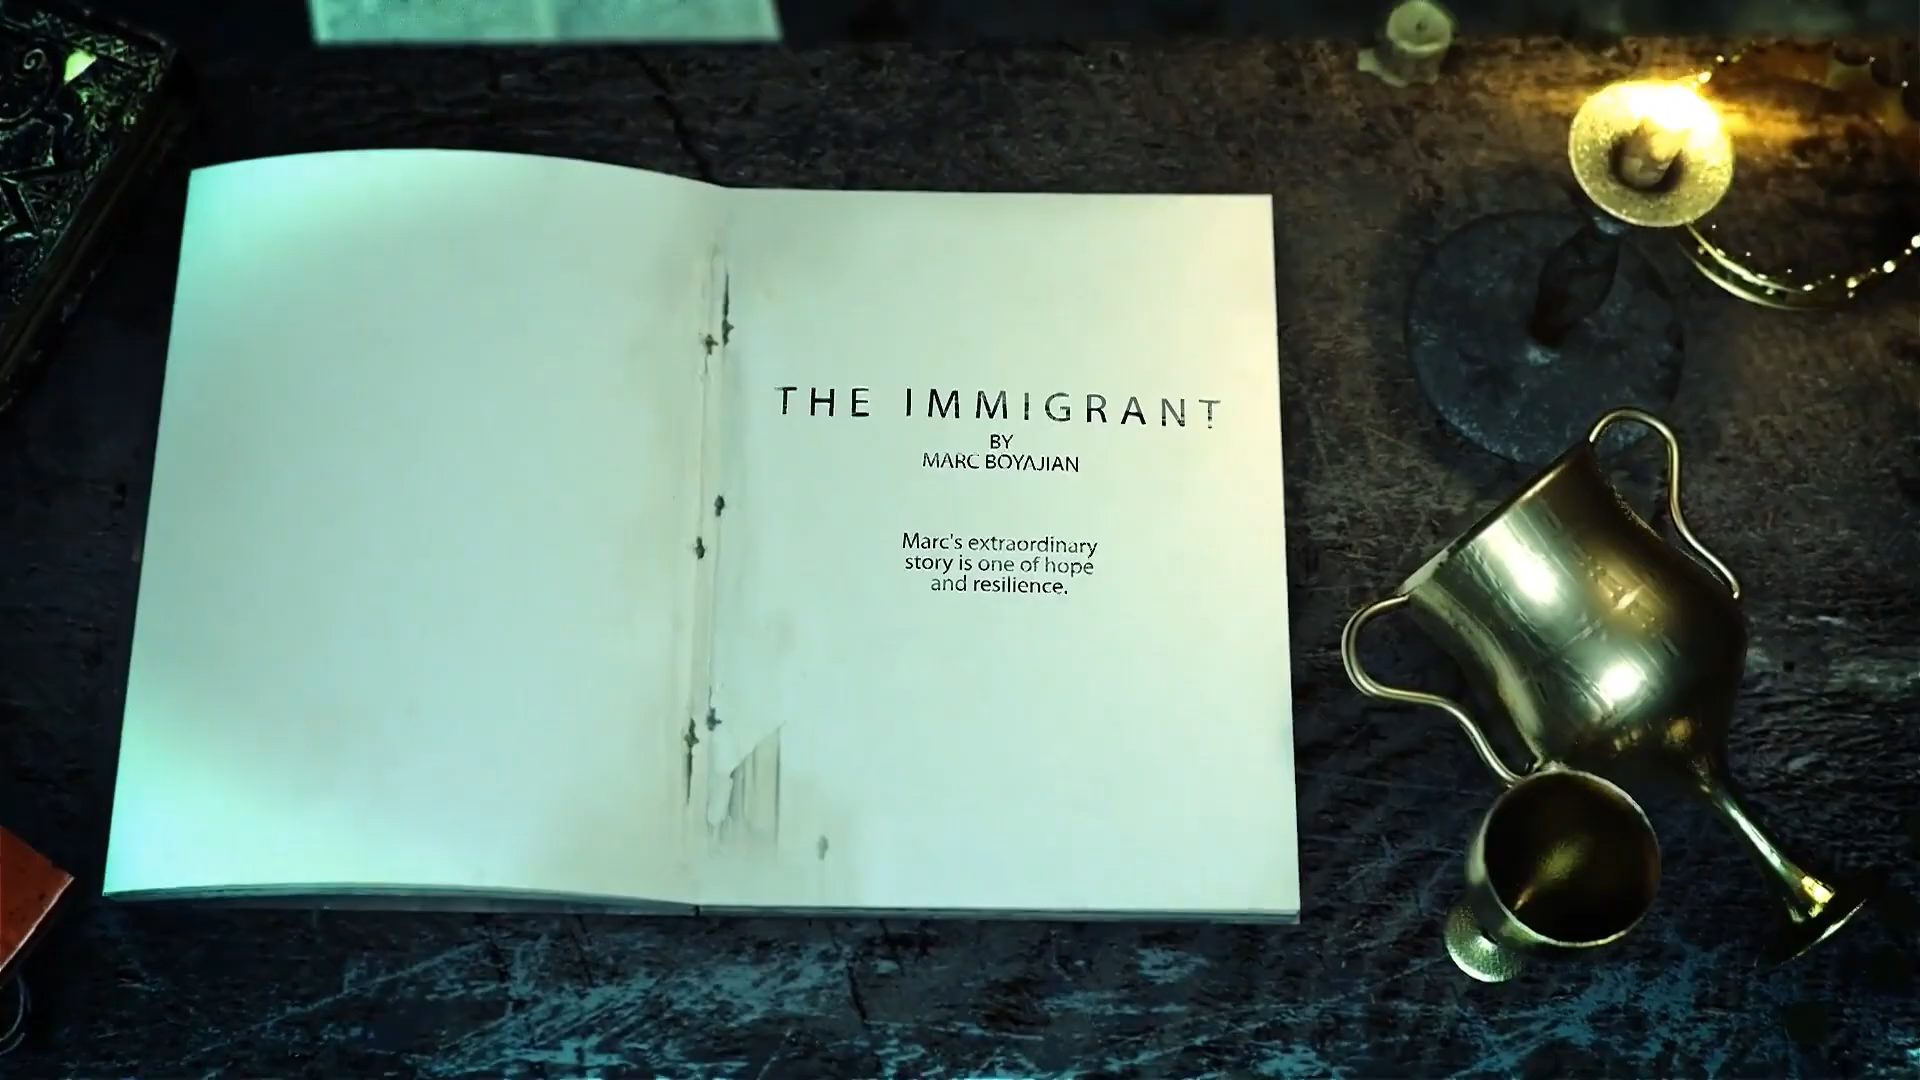 THE IMMIGRANT
BY
MARC BOYAJIAN
Marc's extraordinary
story is one of hope
and resilience.